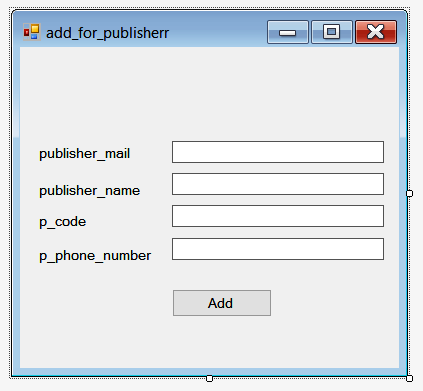 add_for_publisherr
publisher_mail
publisher_name
p_code
p_phone_number
Add